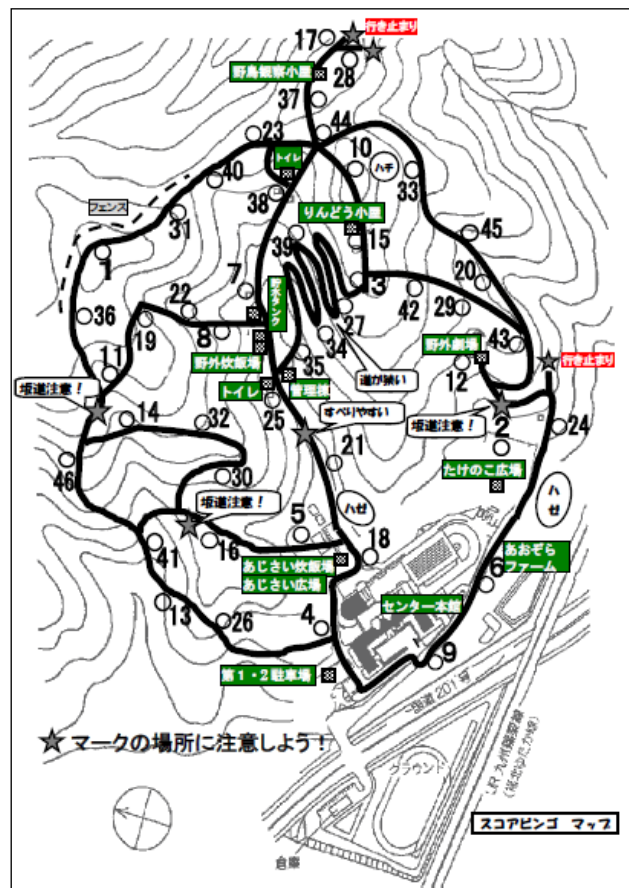 行き止まり
17
28
野鳥観察小屋
37
44
23
トイレ
10
ハチ
33
40
38
りんどう小屋
フェンス
31
39
15
45
1
7
3
20
貯水タンク
42
29
36
22
27
8
19
34
野外劇場
43
野外炊飯場
35
道が狭い
行き止まり
11
12
坂道注意！
トイレ
管理棟
25
すべりやすい
坂道注意！
14
32
2
24
21
たけのこ広場
46
30
坂道注意！
ハゼ
ハゼ
5
41
16
18
あじさい炊飯場
あじさい広場
あおぞら
ファーム
6
13
センター本館
26
4
9
第１・２駐車場
国道201号
★マークの場所に注意しよう！
グラウンド
スコアビンゴ マップ
倉庫